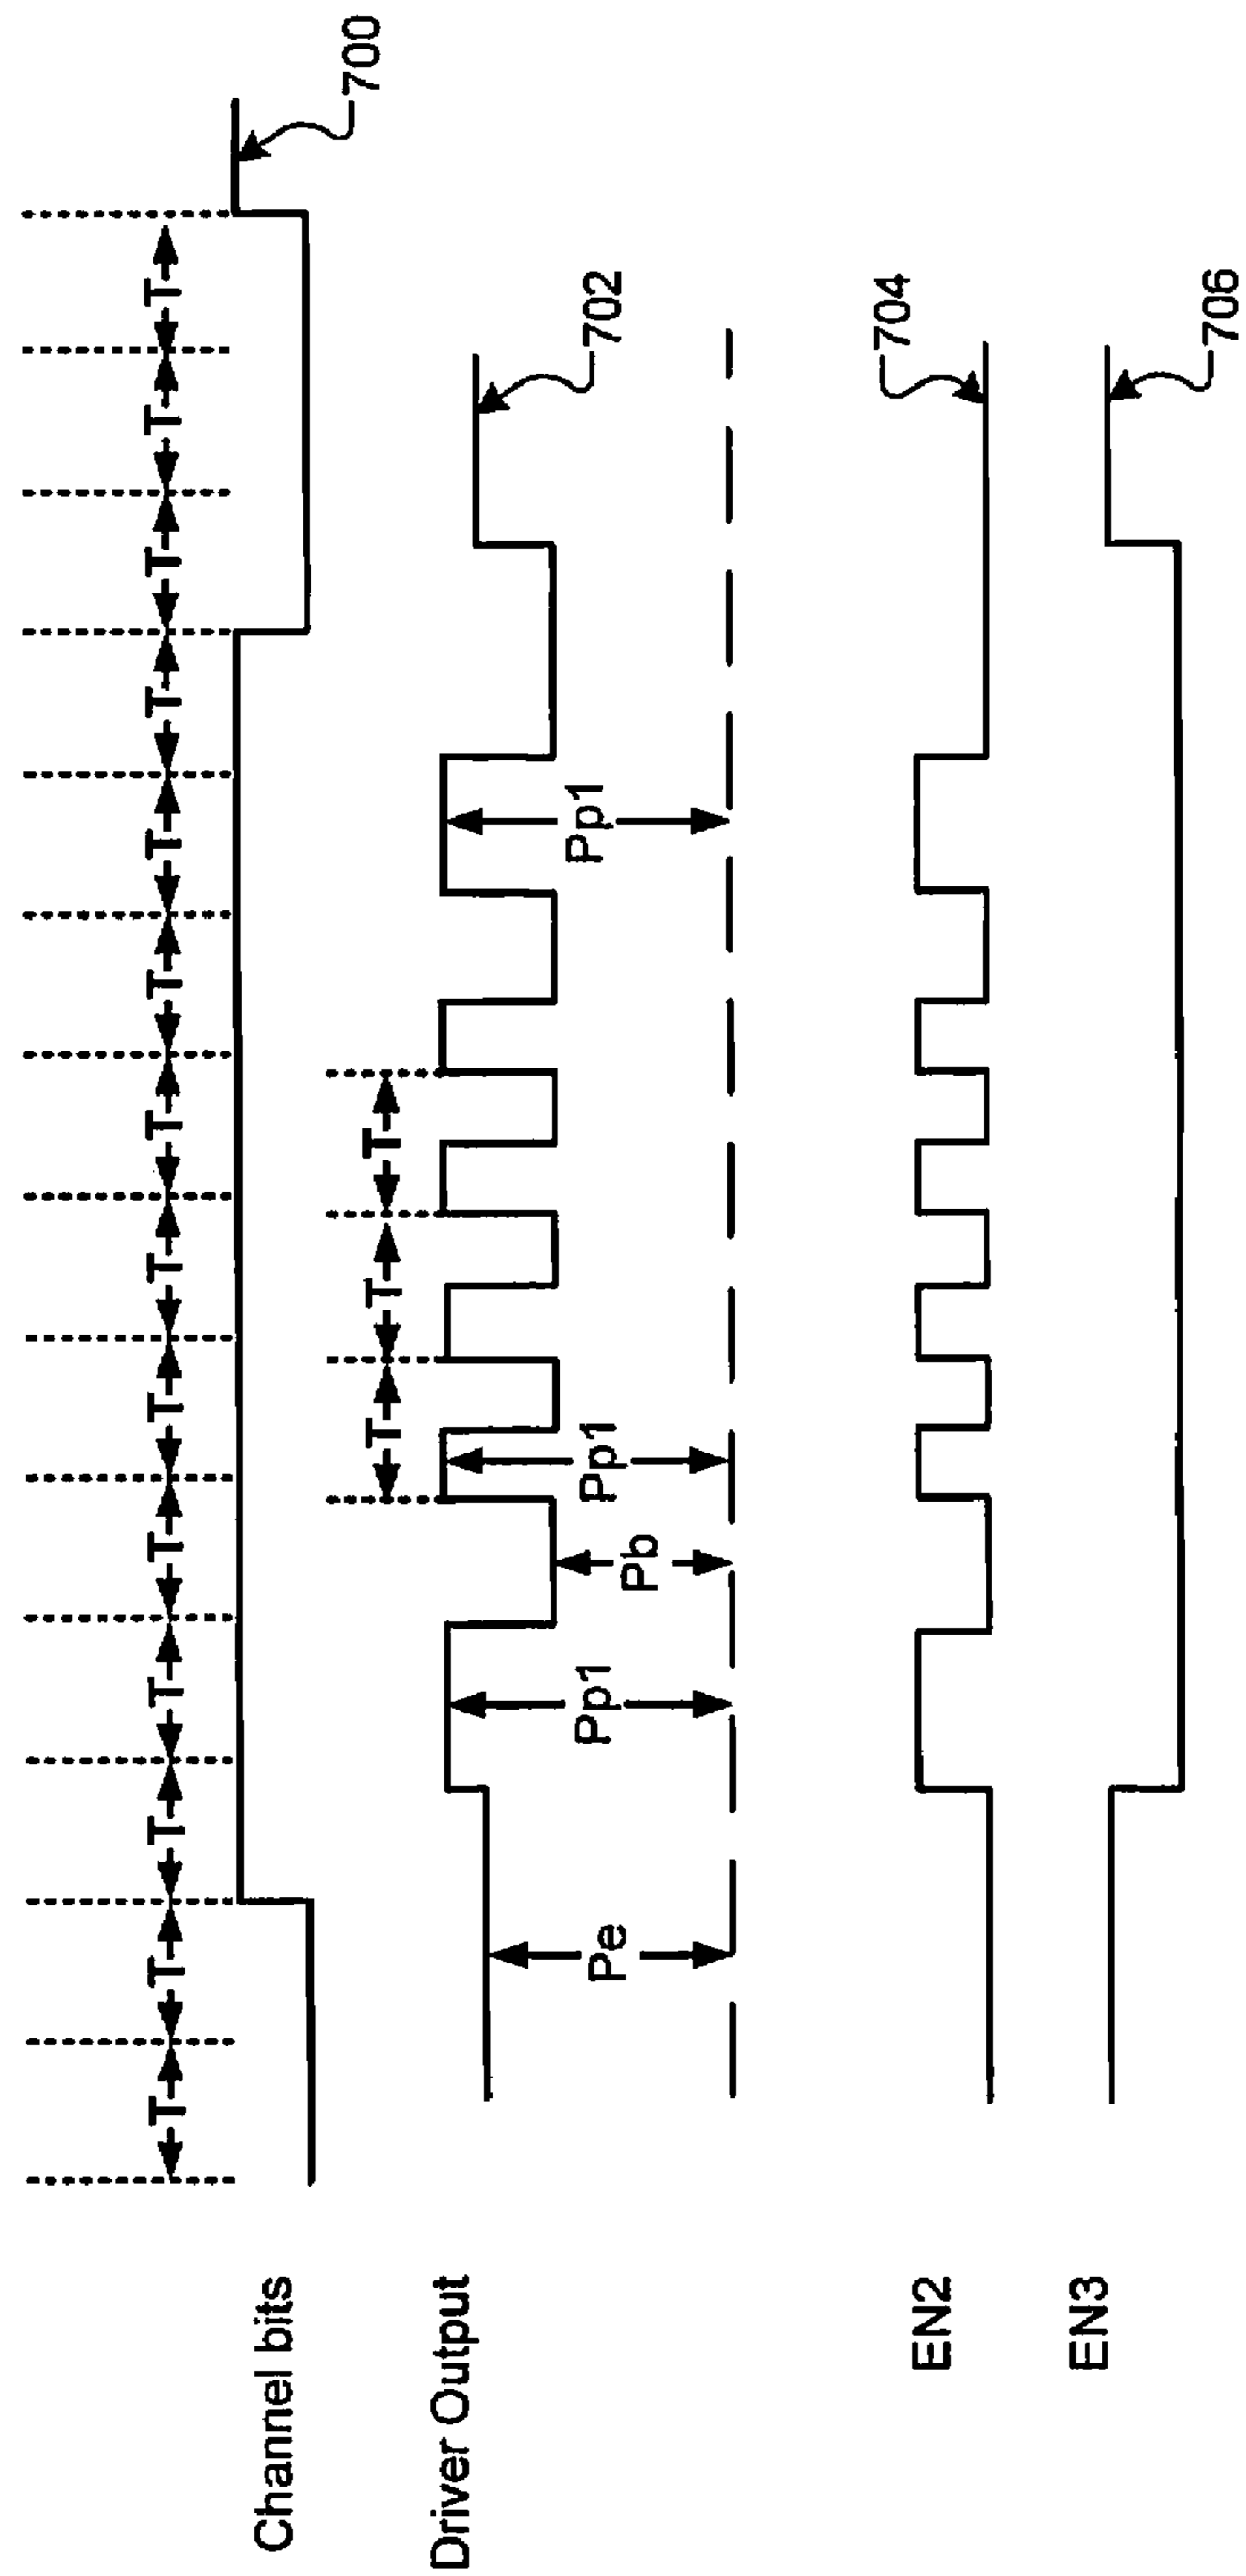 T T T T T T T T T T T T T T
Channel bits
700
T T T
Driver Output
702
Pe
Pp1
Pb
Pp1
Pp1
EN2
704
EN3
706